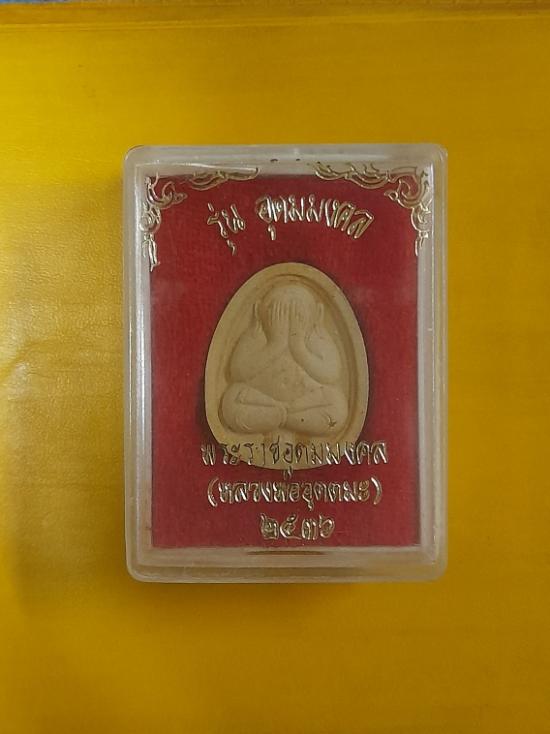 รุ่น อุดมมงคล
พระราชอุดมมงคล
(หลวงพ่ออุตตมะ)
๒๕๓๖